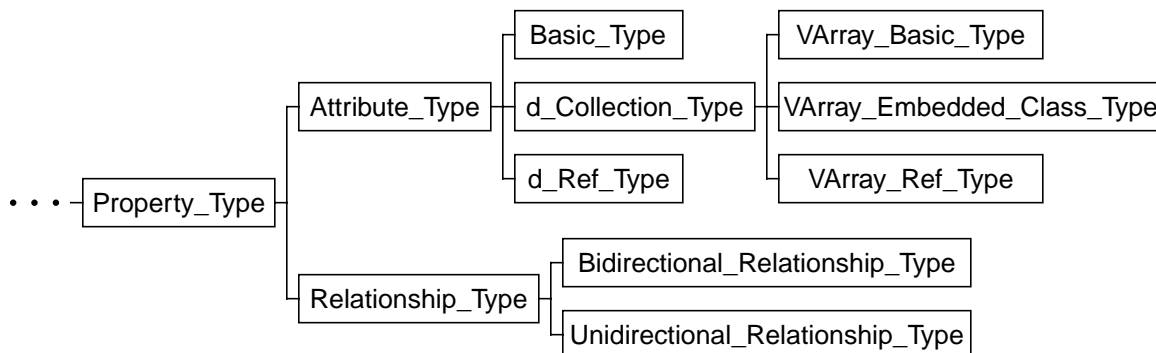 Basic_Type
VArray_Basic_Type
Attribute_Type
d_Collection_Type
VArray_Embedded_Class_Type
d_Ref_Type
VArray_Ref_Type
Property_Type
Bidirectional_Relationship_Type
Relationship_Type
Unidirectional_Relationship_Type